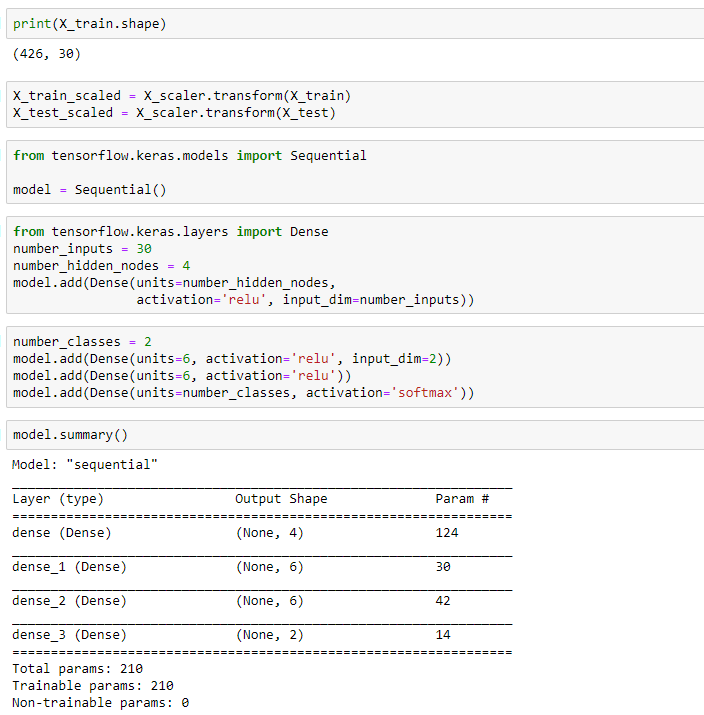 print(X_train.shape)
(426, 30)
X_train_scaled = X_scaler.transform(X_train)
X_test_scaled = X_scaler.transform(X_test)
from tensorflow.keras.models import Sequential
model = Sequential()
from tensorflow.keras.layers import Dense
number_inputs = 30
number_hidden_nodes = 4
model.add(Dense(units=number_hidden_nodes,
activation='relu', input_dim=number_inputs))
number_classes = 2
model.add(Dense(units=6, activation='relu', input_dim=2))
model.add(Dense(units=6, activation='relu'))
model.add(Dense(units=number_classes, activation='softmax'))
model.summary()
Model: "sequential"
Layer (type) Output Shape Param #
dense (Dense) (None, 4) 124
dense_1 (Dense) (None, 6) 30
dense_2 (Dense) (None, 6) 42
dense_3 (Dense) (None, 2) 14
Total params: 210
Trainable params: 210
Non-trainable params: 0